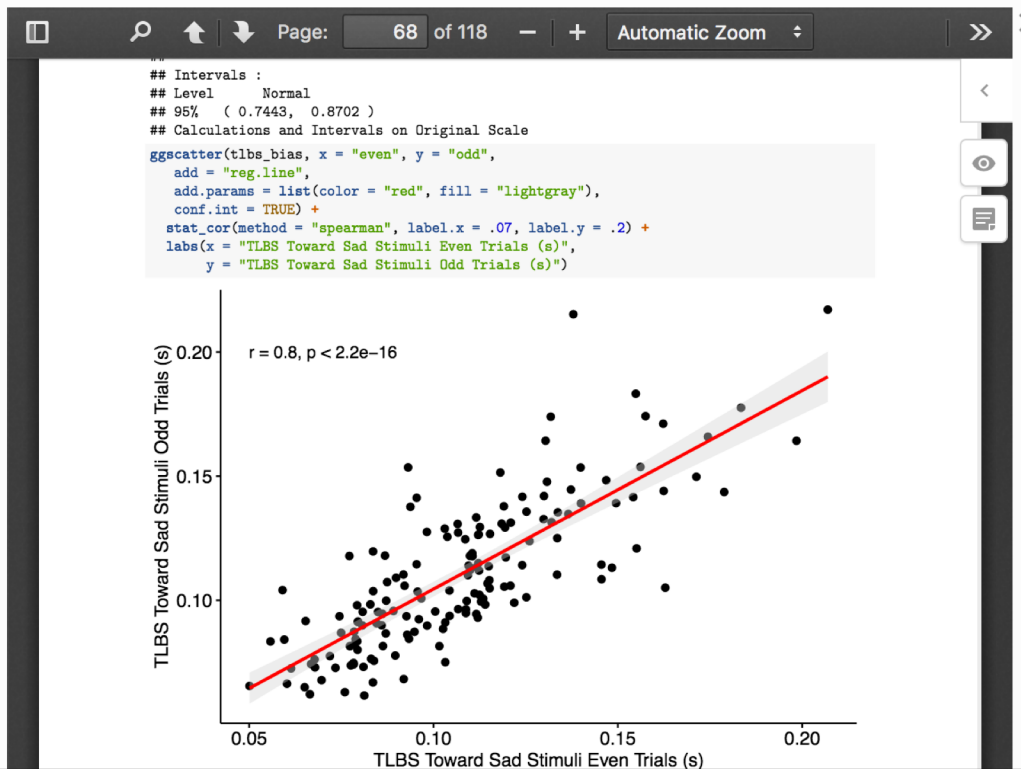 Page: 68 of 118 — + Automatic Zoom
##
## Intervals :
## Level      Normal
## 95%   ( 0.7443,  0.8702 )
## Calculations and Intervals on Original Scale
ggscatter(tlbs_bias, x = "even", y = "odd",
   add = "reg.line",
   add.params = list(color = "red", fill = "lightgray"),
   conf.int = TRUE) +
  stat_cor(method = "spearman", label.x = .07, label.y = .2) +
  labs(x = "TLBS Toward Sad Stimuli Even Trials (s)",
       y = "TLBS Toward Sad Stimuli Odd Trials (s)")
TLBS Toward Sad Stimuli Odd Trials (s)
0.20
r = 0.8, p < 2.2e−16
0.15
0.10
0.05 0.10 0.15 0.20
TLBS Toward Sad Stimuli Even Trials (s)